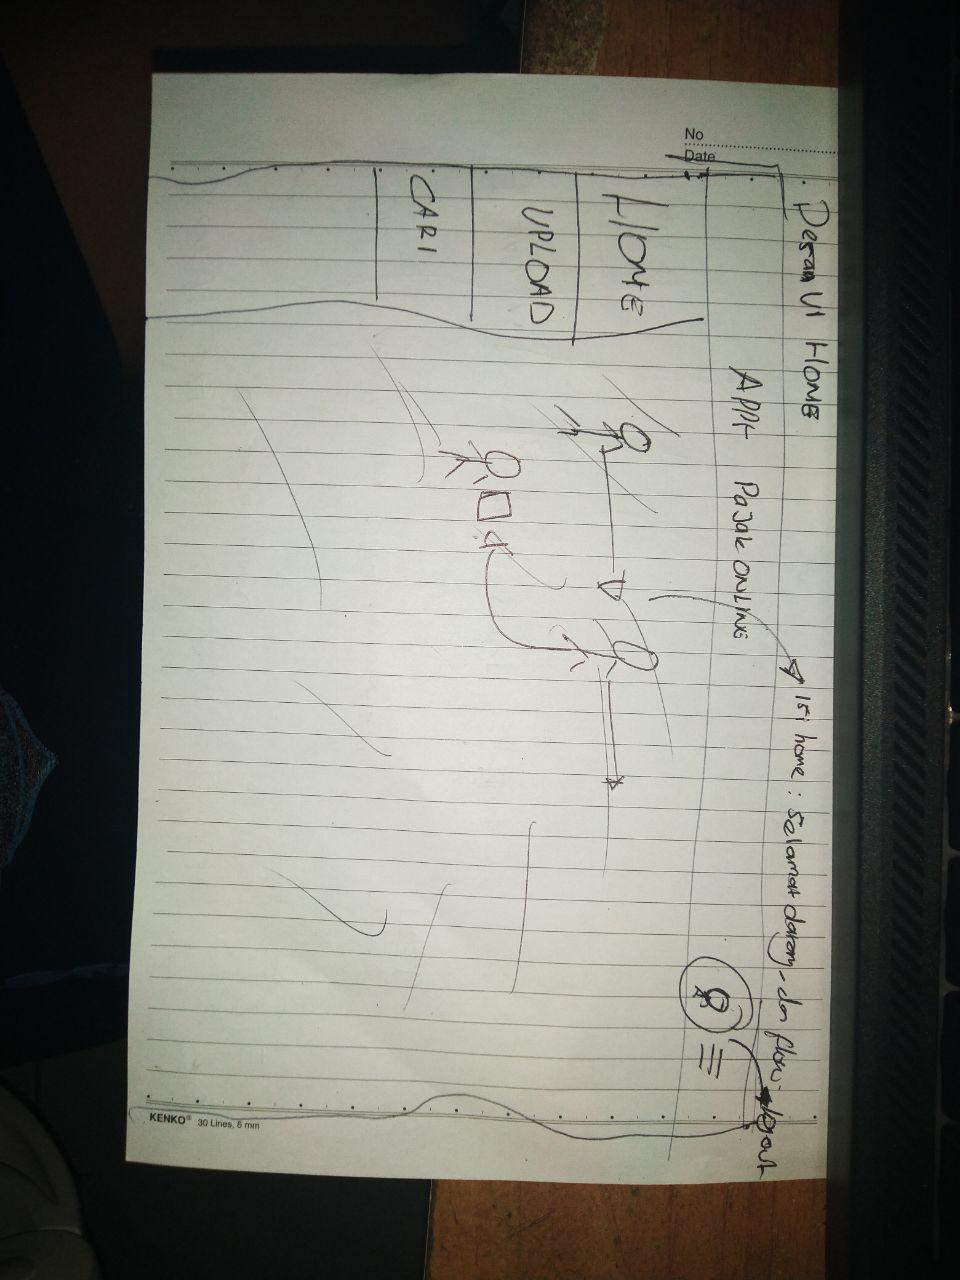 No
Date
Desain UI HOME
Isi home : Selamat datang dan flow
logout
APP PAJAK ONLINE
HOME
UPLOAD
CARI
KENKO® 30 Lines, 6 mm